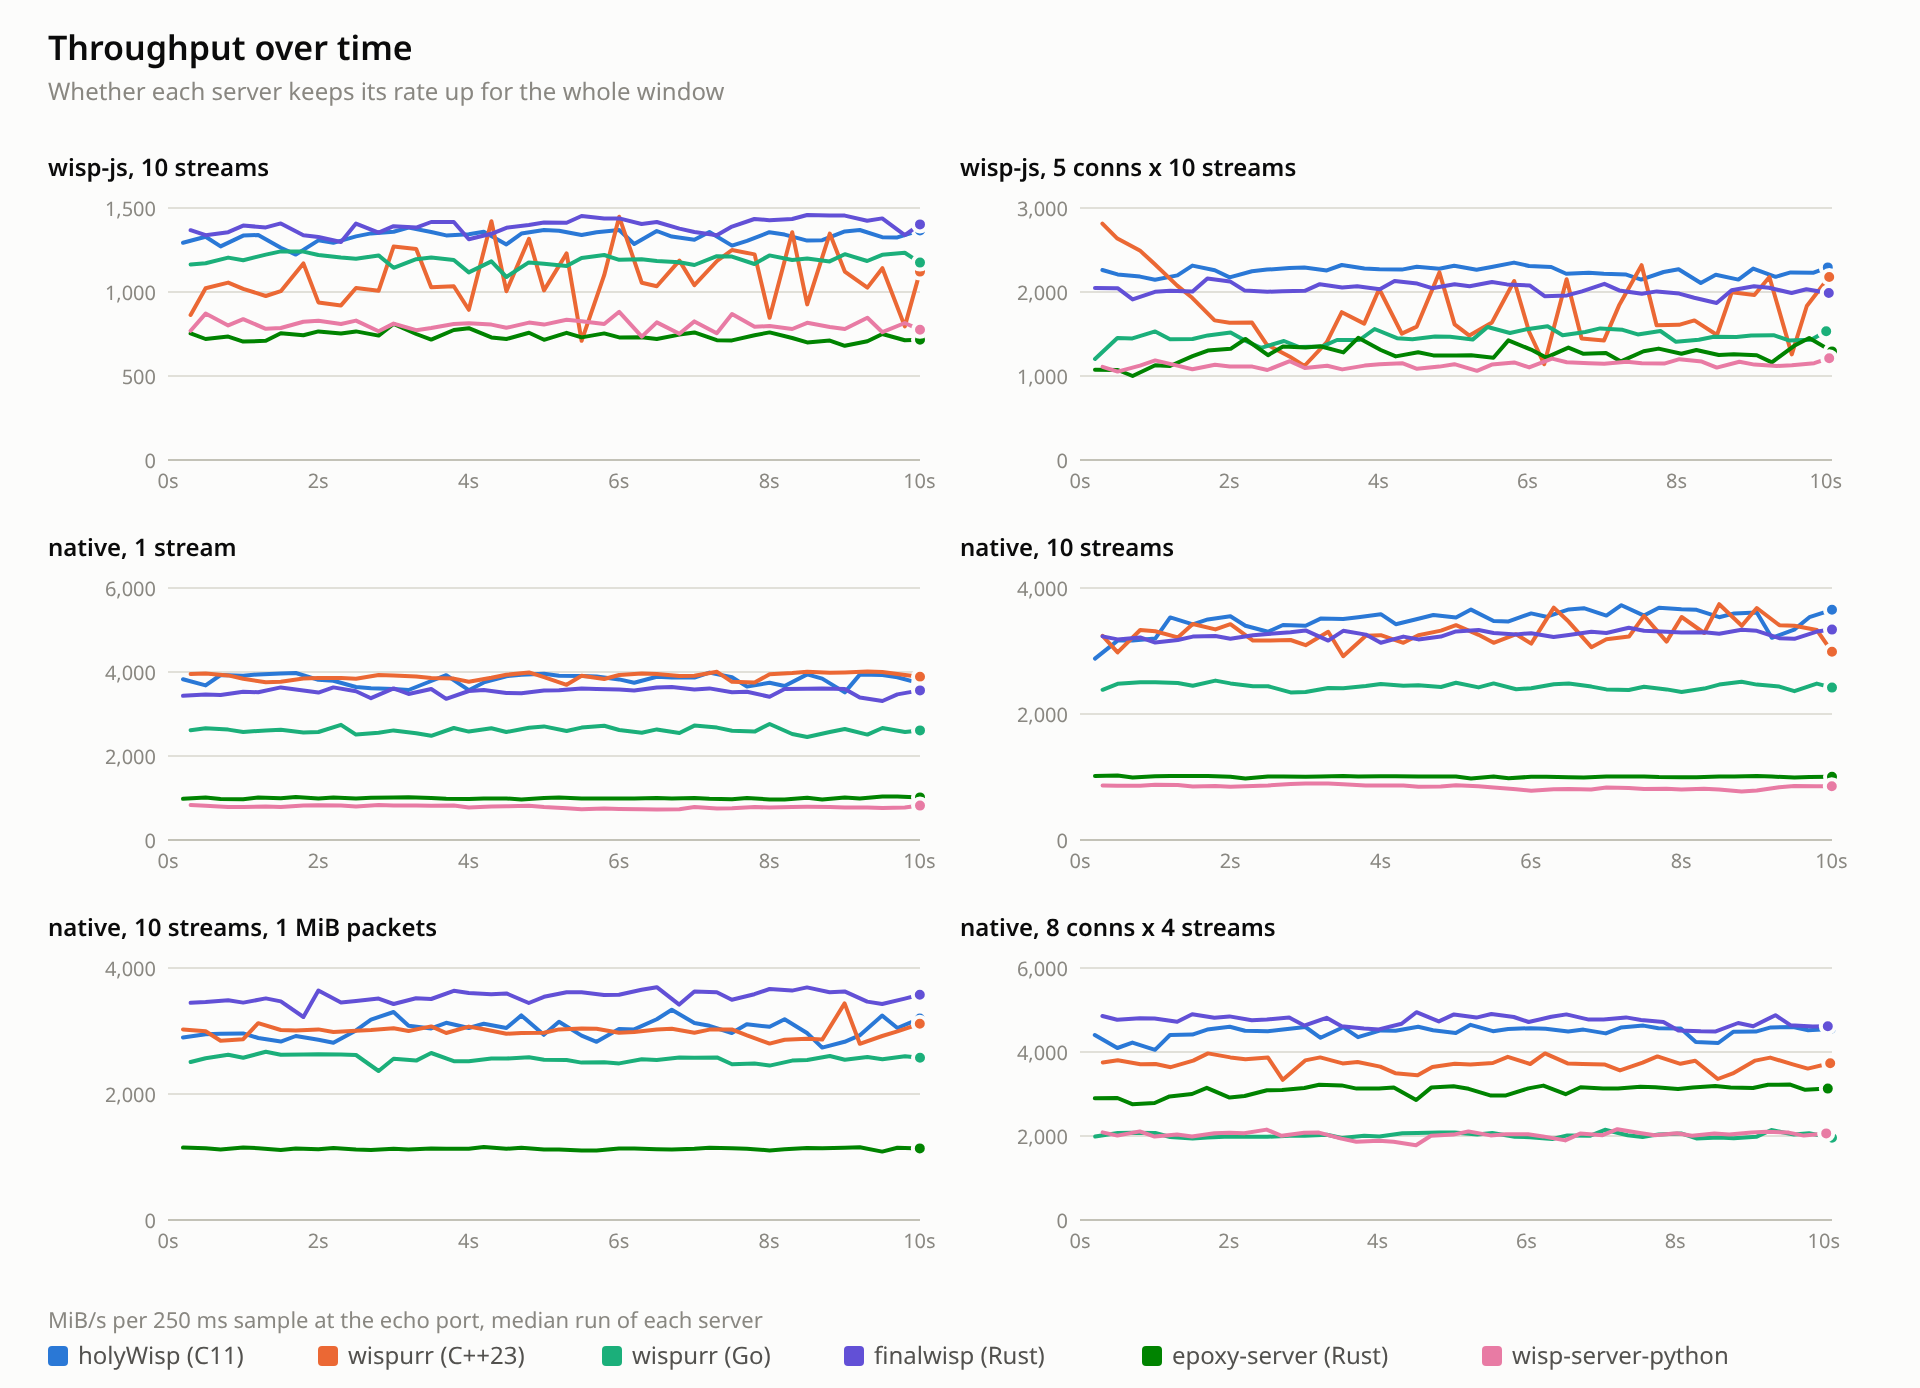 Throughput over time
Whether each server keeps its rate up for the whole window
wisp-js, 10 streams
1,500
1,000
500
0
0s 2s 4s 6s 8s 10s
wisp-js, 5 conns x 10 streams
3,000
2,000
1,000
0
0s 2s 4s 6s 8s 10s
native, 1 stream
6,000
4,000
2,000
0
0s 2s 4s 6s 8s 10s
native, 10 streams
4,000
2,000
0
0s 2s 4s 6s 8s 10s
native, 10 streams, 1 MiB packets
4,000
2,000
0
0s 2s 4s 6s 8s 10s
native, 8 conns x 4 streams
6,000
4,000
2,000
0
0s 2s 4s 6s 8s 10s
MiB/s per 250 ms sample at the echo port, median run of each server
holyWisp (C11) wispurr (C++23) wispurr (Go) finalwisp (Rust) epoxy-server (Rust) wisp-server-python